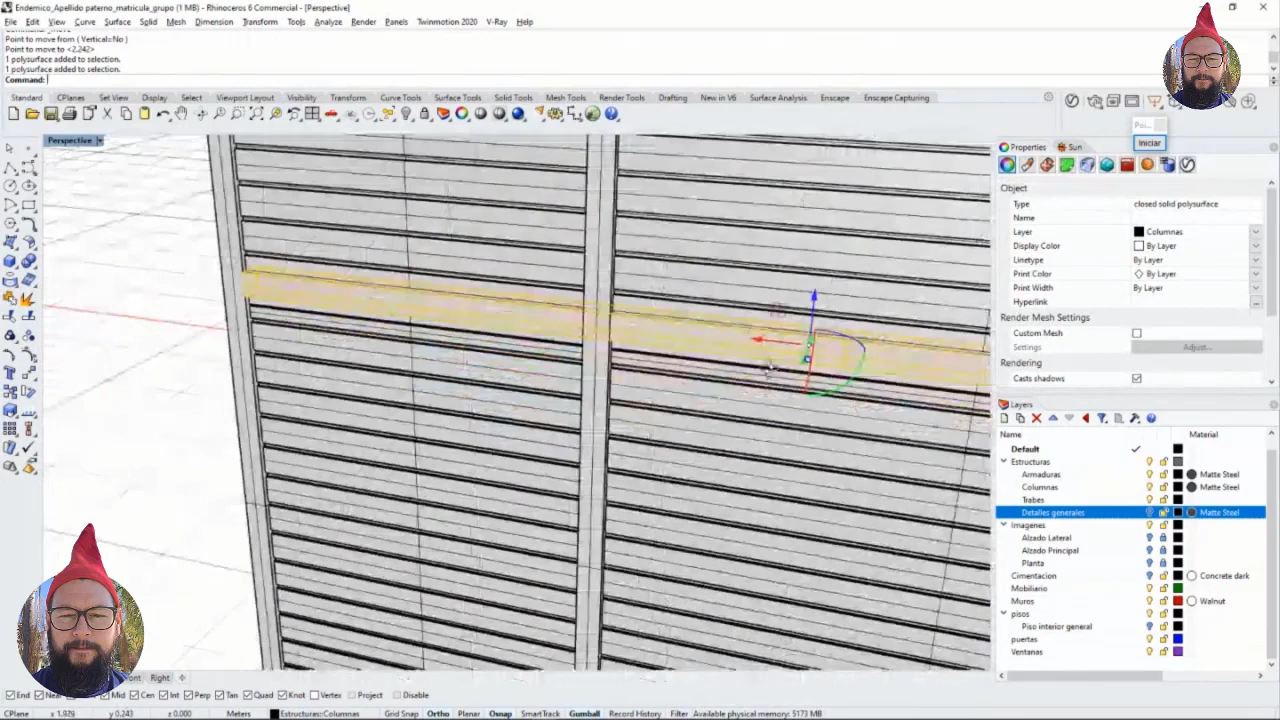 Endemico_Apellido paterno_matricula_grupo (1 MB) - Rhinoceros 6 Commercial - [Perspective]
File Edit View Curve Surface Solid Mesh Dimension Transform Tools Analyze Render Panels Twinmotion 2020 V-Ray Help
Point to move from ( Vertical=No )
Point to move to <2.242>
1 polysurface added to selection.
1 polysurface added to selection.
Command:
Standard CPlanes Set View Display Select Viewport Layout Visibility Transform Curve Tools Surface Tools Solid Tools Mesh Tools Render Tools Drafting New in V6 Surface Analysis Enscape Enscape Capturing
Perspective
Iniciar
Properties Sun
Object
Type closed solid polysurface
Name
Layer Columnas
Display Color By Layer
Linetype By Layer
Print Color By Layer
Print Width By Layer
Hyperlink ...
Render Mesh Settings
Custom Mesh
Settings Adjust...
Rendering
Casts shadows
Layers
Name Material
Default
Estructuras
Armaduras Matte Steel
Columnas Matte Steel
Trabes
Detalles generales Matte Steel
Imagenes
Alzado Lateral
Alzado Principal
Planta
Cimentacion Concrete dark
Mobiliario
Muros Walnut
pisos
Piso interior general
puertas
Ventanas
Right
End Mid Cen Int Perp Tan Quad Knot Vertex Project Disable
CPlane x 1.979 y 0.243 z 0.000 Meters Estructuras::Columnas Grid Snap Ortho Planar Osnap SmartTrack Gumball Record History Filter Available physical memory: 5173 MB